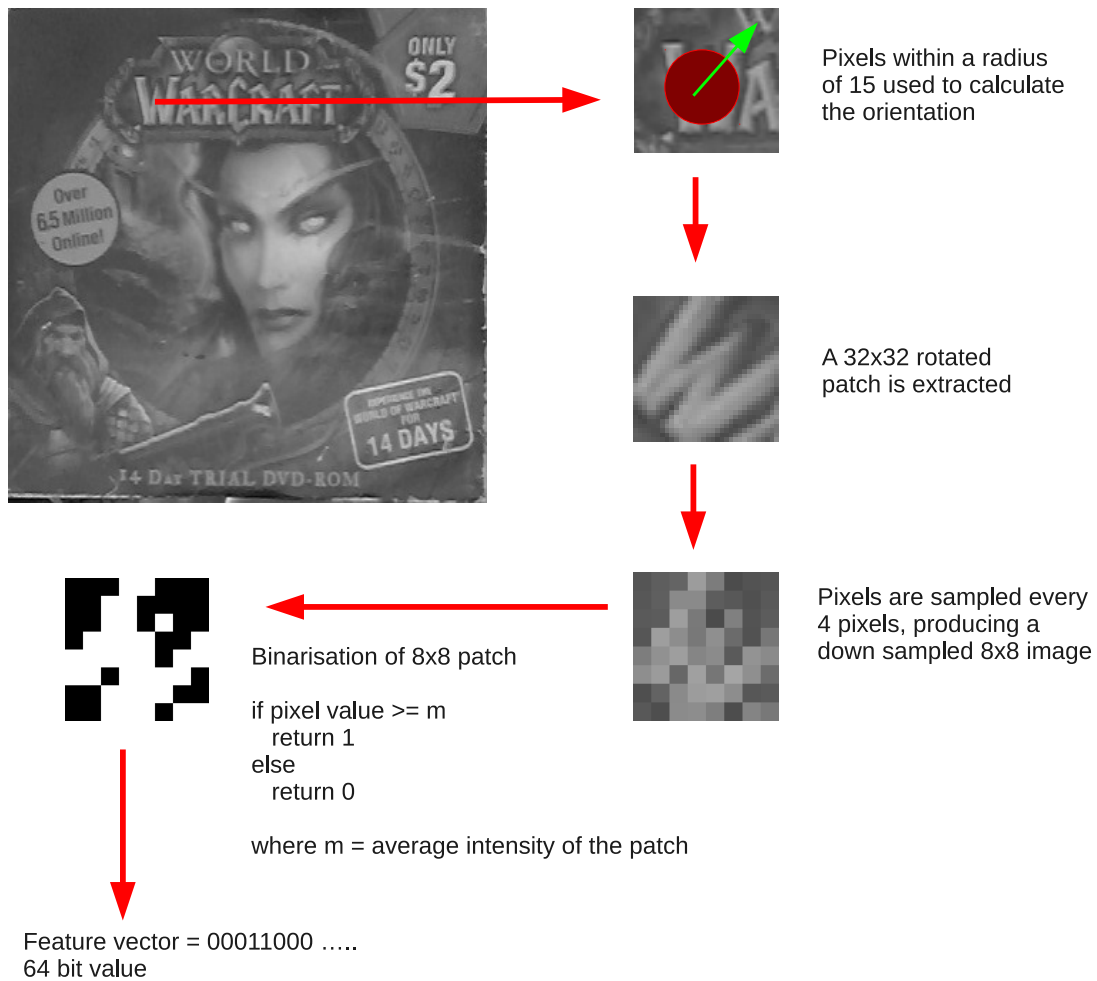 WORLD
WARCRAFT
ONLY
$2
Over
6.5 Million
Online!
EXPERIENCE THE
WORLD OF WARCRAFT
FOR
14 DAYS
14 DAY TRIAL DVD-ROM
Pixels within a radius
of 15 used to calculate
the orientation
A 32x32 rotated
patch is extracted
Pixels are sampled every
4 pixels, producing a
down sampled 8x8 image
Binarisation of 8x8 patch
if pixel value >= m
return 1
else
return 0
where m = average intensity of the patch
Feature vector = 00011000 …..
64 bit value